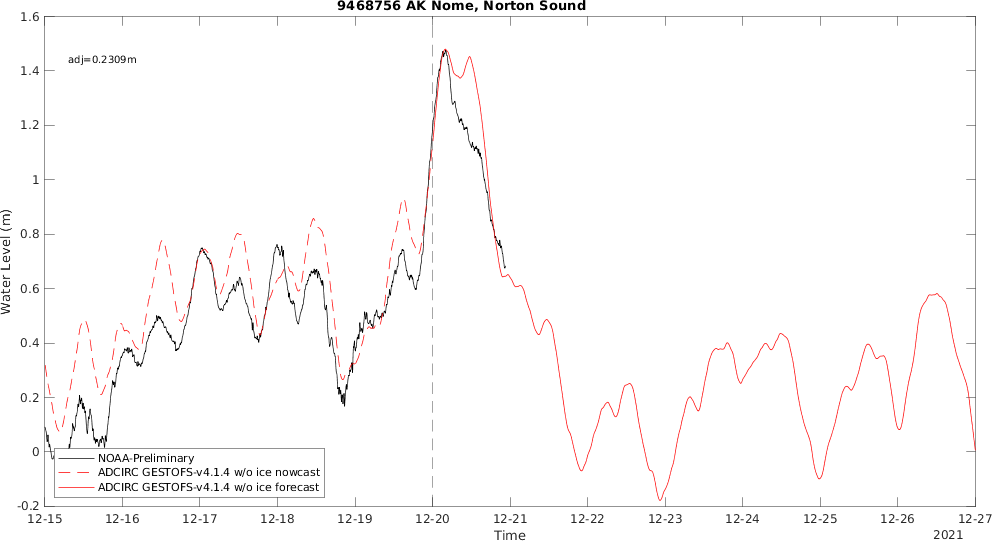 9468756 AK Nome, Norton Sound
adj=0.2309m
Water Level (m)
1.6
1.4
1.2
1
0.8
0.6
0.4
0.2
0
-0.2
NOAA-Preliminary
ADCIRC GESTOFS-v4.1.4 w/o ice nowcast
ADCIRC GESTOFS-v4.1.4 w/o ice forecast
12-15 12-16 12-17 12-18 12-19 12-20 12-21 12-22 12-23 12-24 12-25 12-26 12-27
Time
2021